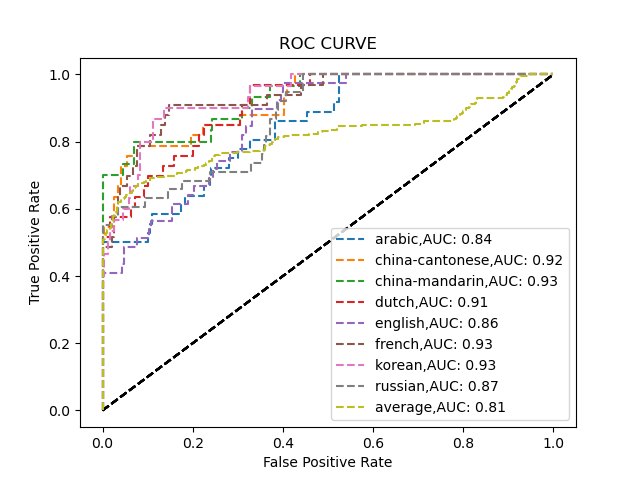 ROC CURVE
1.0
0.8
0.6
0.4
0.2
0.0
True Positive Rate
arabic,AUC: 0.84
china-cantonese,AUC: 0.92
china-mandarin,AUC: 0.93
dutch,AUC: 0.91
english,AUC: 0.86
french,AUC: 0.93
korean,AUC: 0.93
russian,AUC: 0.87
average,AUC: 0.81
0.0 0.2 0.4 0.6 0.8 1.0
False Positive Rate